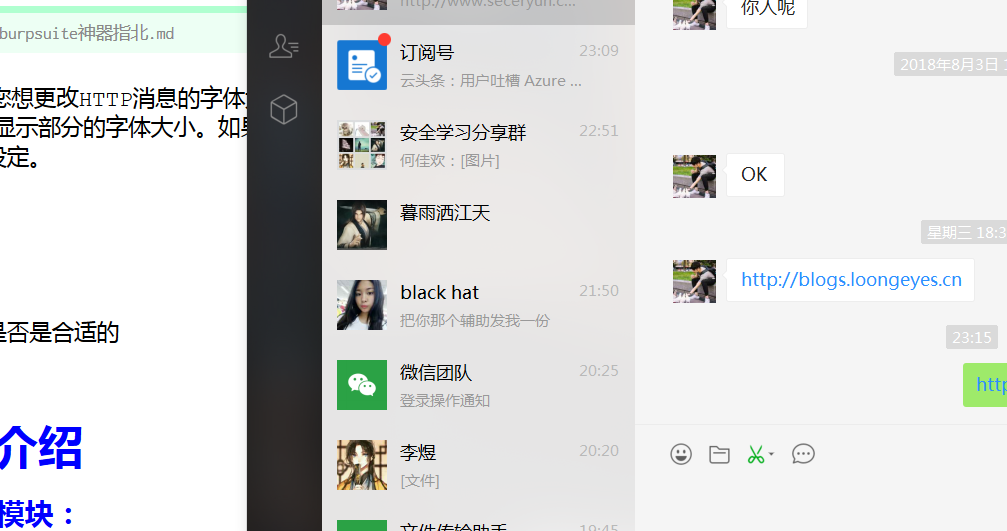 burpsuite神器指北.md
您想更改HTTP消息的字体
显示部分的字体大小。如果
设定。
是否是合适的
介绍
模块：
http://www.seceryun.c...
订阅号 23:09
云头条：用户吐槽 Azure ...
安全学习分享群 22:51
何佳欢：[图片]
暮雨洒江天
black hat 21:50
把你那个辅助发我一份
微信团队 20:25
登录操作通知
李煜 20:20
[文件]
文件传输助手 19:45
你人呢
2018年8月3日
OK
星期三 18:3
http://blogs.loongeyes.cn
23:15
http